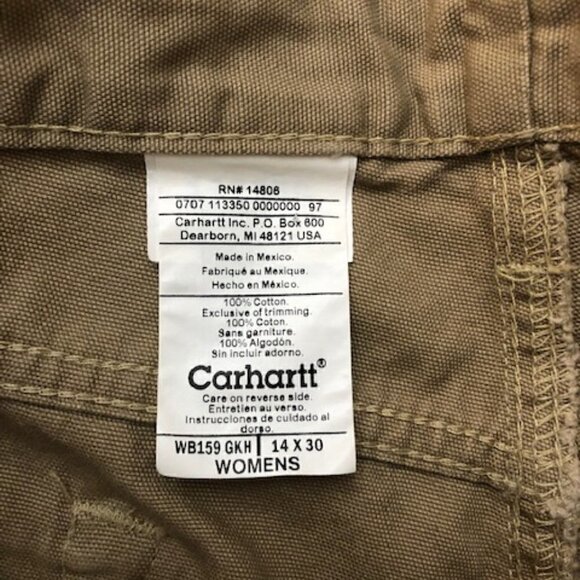 RN# 14806
0707 113350 0000000 97
Carhartt Inc. P.O. Box 600
Dearborn, MI 48121 USA
Made in Mexico.
Fabriqué au Mexique.
Hecho en México.
100% Cotton.
Exclusive of trimming.
100% Coton.
Sans garniture.
100% Algodón.
Sin incluir adorno.
Carhartt®
Care on reverse side.
Entretien au verso.
Instrucciones de cuidado al
dorso.
WB159 GKH 14 X 30
WOMENS